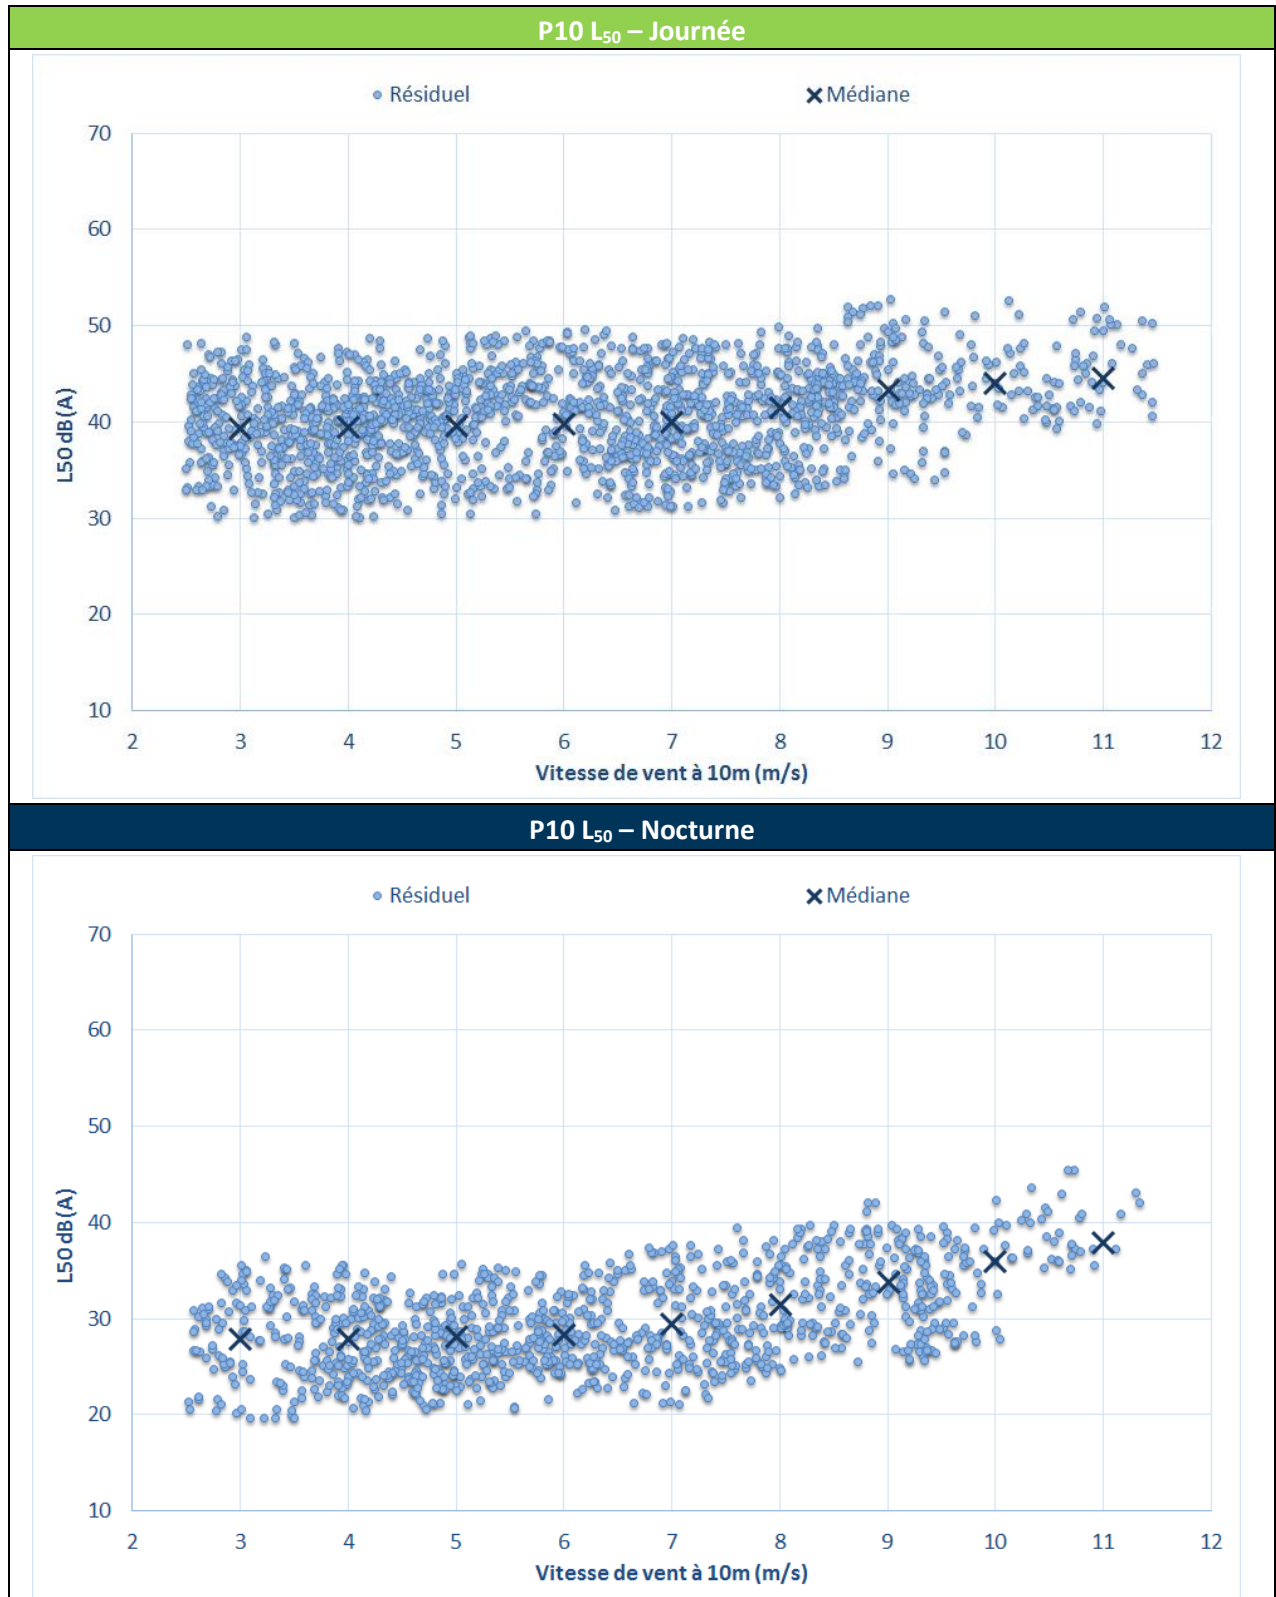 P10 L50 – Journée
Résiduel
Médiane
70
60
50
40
30
20
10
L50 dB(A)
2 3 4 5 6 7 8 9 10 11 12
Vitesse de vent à 10m (m/s)
P10 L50 – Nocturne
Résiduel
Médiane
70
60
50
40
30
20
10
L50 dB(A)
2 3 4 5 6 7 8 9 10 11 12
Vitesse de vent à 10m (m/s)